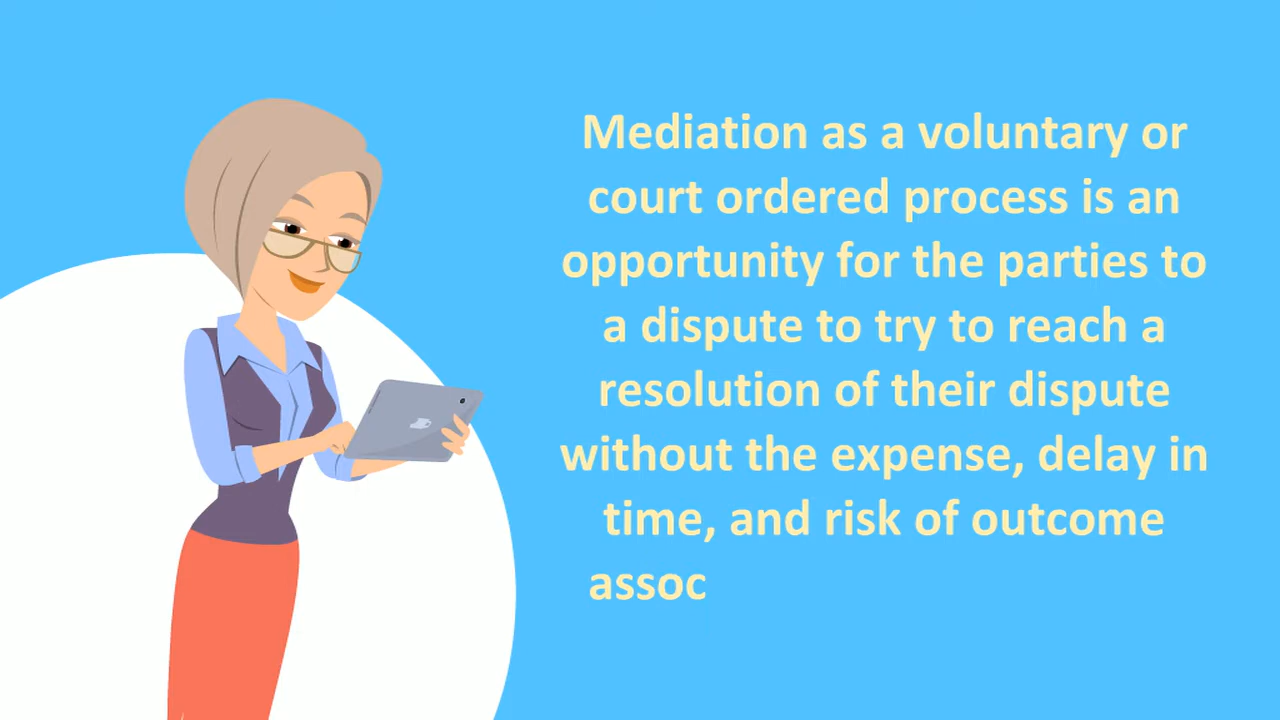 Mediation as a voluntary or
court ordered process is an
opportunity for the parties to
a dispute to try to reach a
resolution of their dispute
without the expense, delay in
time, and risk of outcome
assoc